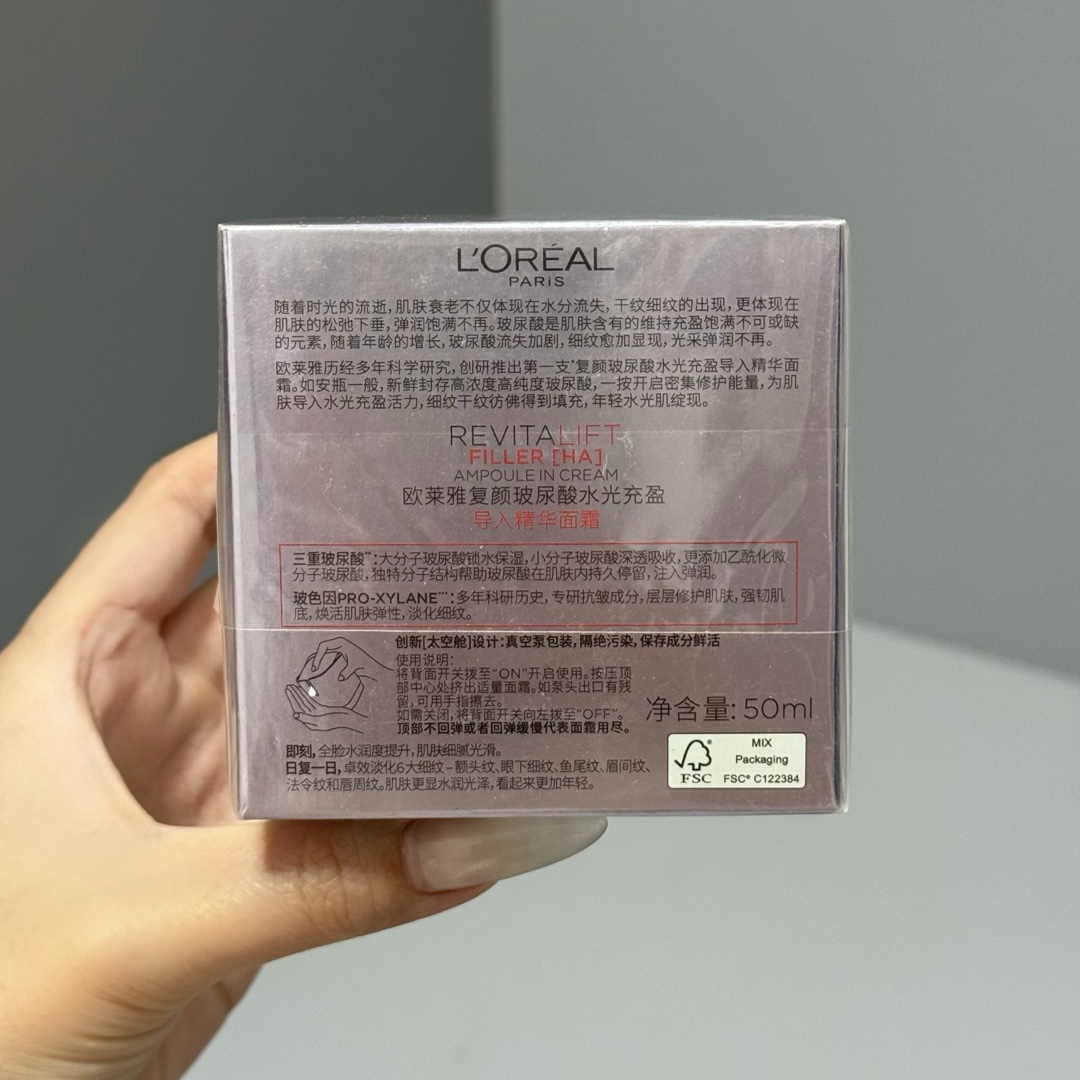 L'ORÉAL
PARiS
随着时光的流逝，肌肤衰老不仅体现在水分流失，干纹细纹的出现，更体现在
肌肤的松弛下垂，弹润饱满不再。玻尿酸是肌肤含有的维持充盈饱满不可或缺
的元素，随着年龄的增长，玻尿酸流失加剧，细纹愈加显现，光采弹润不再。
欧莱雅历经多年科学研究，创研推出第一支*复颜玻尿酸水光充盈导入精华面
霜。如安瓶一般，新鲜封存高浓度高纯度玻尿酸，一按开启密集修护能量，为肌
肤导入水光充盈活力，细纹干纹彷佛得到填充，年轻水光肌绽现。
REVITALIFT
FILLER [HA]
AMPOULE IN CREAM
欧莱雅复颜玻尿酸水光充盈
导入精华面霜
三重玻尿酸**：大分子玻尿酸锁水保湿，小分子玻尿酸深透吸收，更添加乙酰化微
分子玻尿酸，独特分子结构帮助玻尿酸在肌肤内持久停留，注入弹润。
玻色因PRO-XYLANE***：多年科研历史，专研抗皱成分，层层修护肌肤，强韧肌
底，焕活肌肤弹性，淡化细纹。
创新[太空舱]设计：真空泵包装，隔绝污染，保存成分鲜活
使用说明：
将背面开关拨至“ON”开启使用。按压顶
部中心处挤出适量面霜。如泵头出口有残
留，可用手指擦去。
如需关闭，将背面开关向左拨至“OFF”。
顶部不回弹或者回弹缓慢代表面霜用尽。
净含量：50ml
即刻，全脸水润度提升，肌肤细腻光滑。
日复一日，卓效淡化6大细纹－额头纹、眼下细纹、鱼尾纹、眉间纹、
法令纹和唇周纹。肌肤更显水润光泽，看起来更加年轻。
FSC®
MIX
Packaging
FSC® C122384